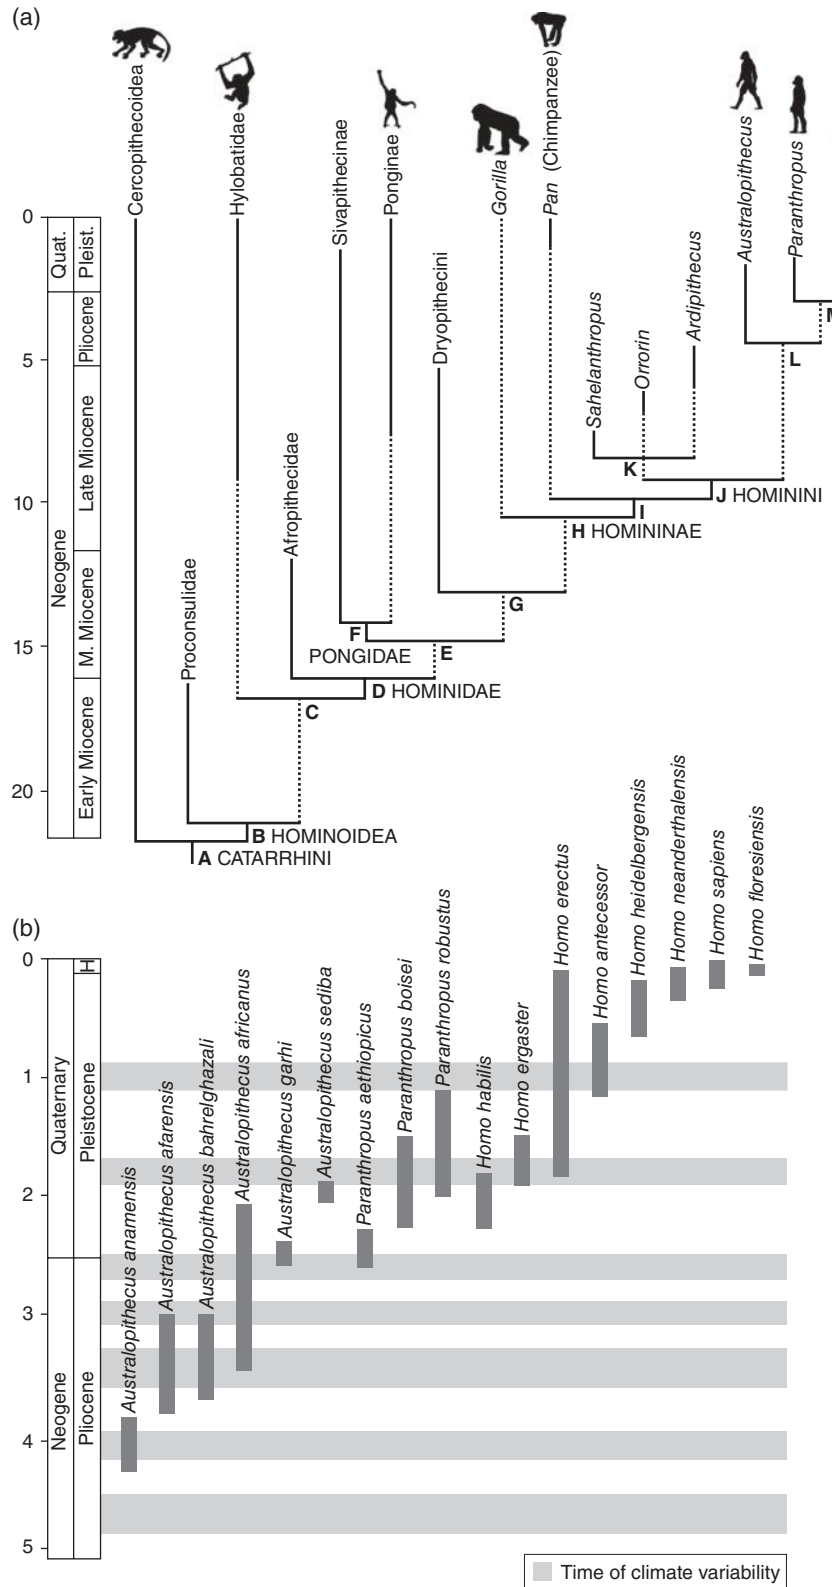 (a)
Cercopithecoidea
Hylobatidae
Sivapithecinae
Ponginae
Gorilla
Pan (Chimpanzee)
Australopithecus
Paranthropus
Dryopithecini
Sahelanthropus
Orrorin
Ardipithecus
Afropithecidae
Proconsulidae
0
5
10
15
20
Quat.
Neogene
Pleist.
Pliocene
Late Miocene
M. Miocene
Early Miocene
L
K
J HOMININI
I
H HOMININAE
G
F
PONGIDAE
E
D HOMINIDAE
C
B HOMINOIDEA
A CATARRHINI
(b)
0
1
2
3
4
5
Quaternary
Neogene
H
Pleistocene
Pliocene
Australopithecus anamensis
Australopithecus afarensis
Australopithecus bahrelghazali
Australopithecus africanus
Australopithecus garhi
Australopithecus sediba
Paranthropus aethiopicus
Paranthropus boisei
Paranthropus robustus
Homo habilis
Homo ergaster
Homo erectus
Homo antecessor
Homo heidelbergensis
Homo neanderthalensis
Homo sapiens
Homo floresiensis
Time of climate variability